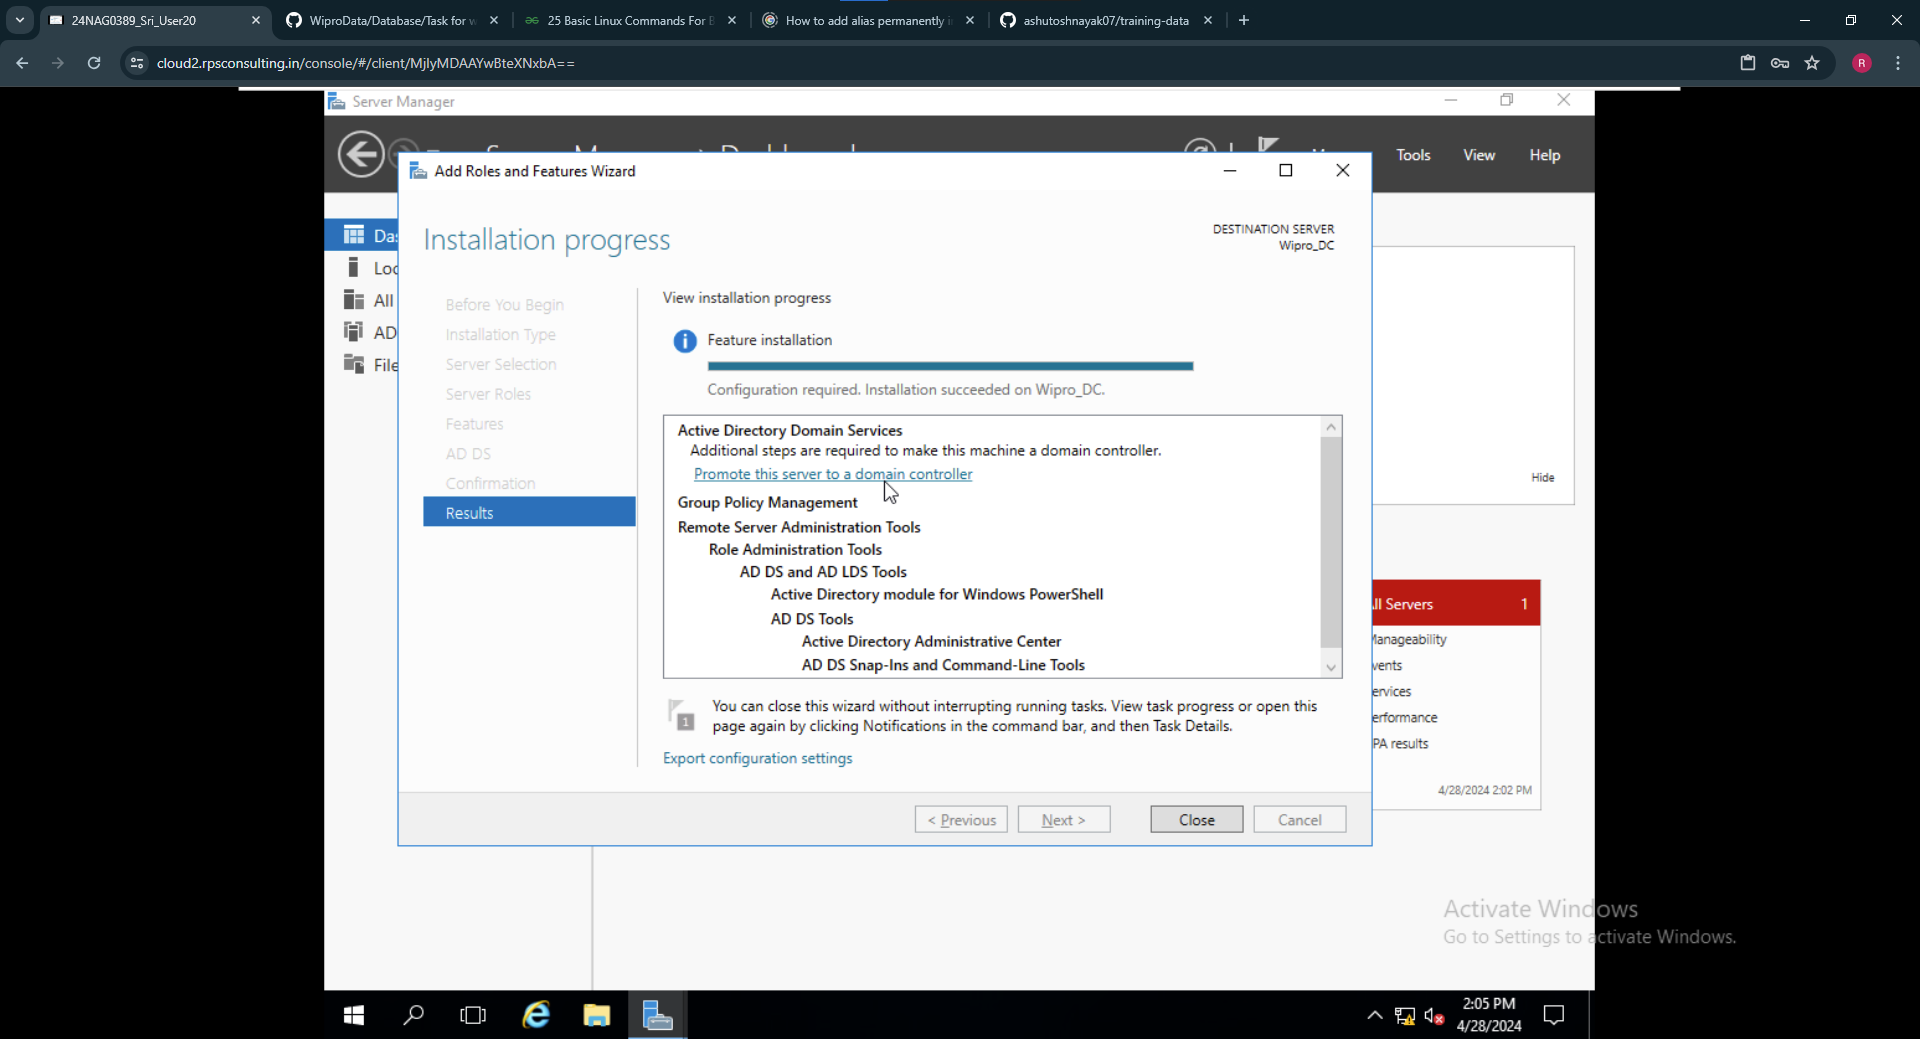 24NAG0389_Sri_User20
WiproData/Database/Task for w
25 Basic Linux Commands For B
How to add alias permanently i
ashutoshnayak07/training-data
cloud2.rpsconsulting.in/console/#/client/MjIyMDAAYwBteXNxbA==
R
Server Manager
Tools
View
Help
Add Roles and Features Wizard
Installation progress
DESTINATION SERVER
Wipro_DC
Das
Loc
All
AD
File
Before You Begin
Installation Type
Server Selection
Server Roles
Features
AD DS
Confirmation
Results
View installation progress
Feature installation
Configuration required. Installation succeeded on Wipro_DC.
Active Directory Domain Services
Additional steps are required to make this machine a domain controller.
Promote this server to a domain controller
Group Policy Management
Remote Server Administration Tools
Role Administration Tools
AD DS and AD LDS Tools
Active Directory module for Windows PowerShell
AD DS Tools
Active Directory Administrative Center
AD DS Snap-Ins and Command-Line Tools
1
You can close this wizard without interrupting running tasks. View task progress or open this
page again by clicking Notifications in the command bar, and then Task Details.
Export configuration settings
< Previous
Next >
Close
Cancel
Hide
ll Servers
1
anageability
vents
ervices
erformance
PA results
4/28/2024 2:02 PM
Activate Windows
Go to Settings to activate Windows.
2:05 PM
4/28/2024